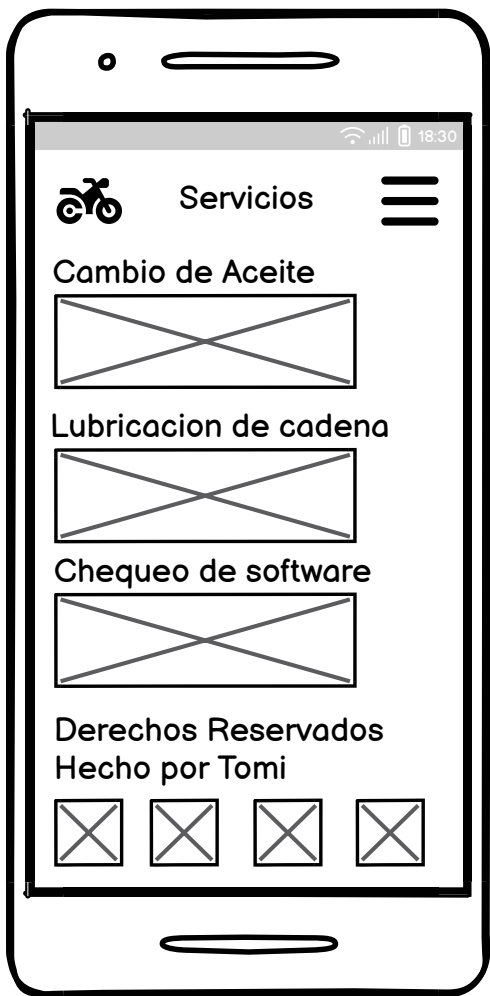 18:30
Servicios
Cambio de Aceite
Lubricacion de cadena
Chequeo de software
Derechos Reservados
Hecho por Tomi